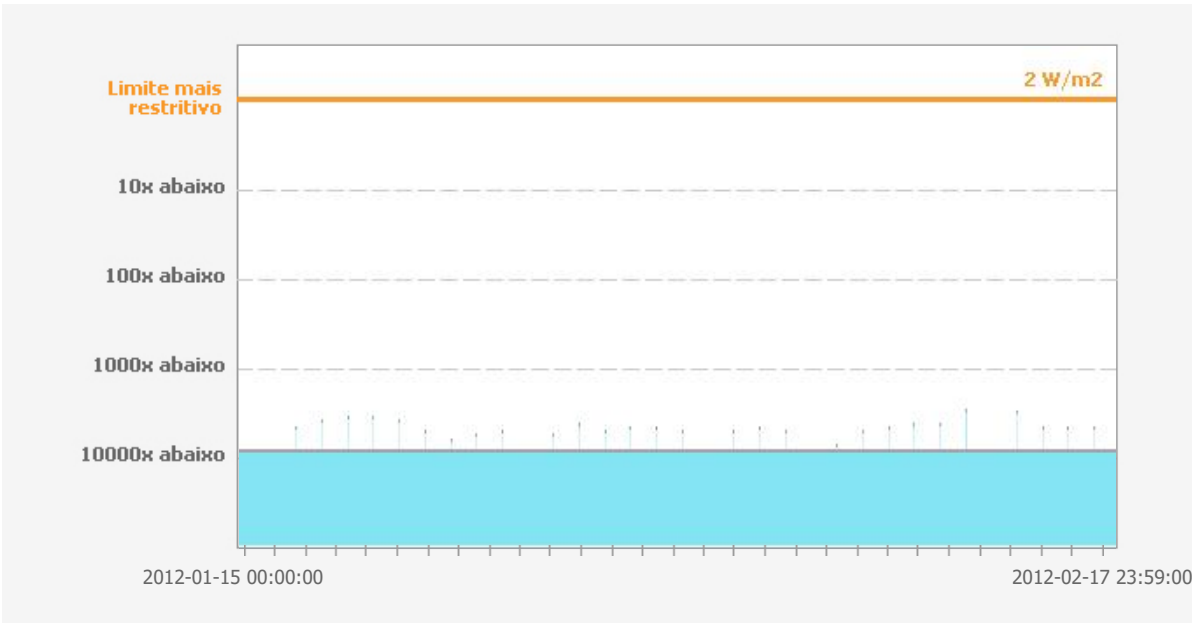 2 W/m2
Limite mais
restritivo
10x abaixo
100x abaixo
1000x abaixo
10000x abaixo
2012-01-15 00:00:00
2012-02-17 23:59:00